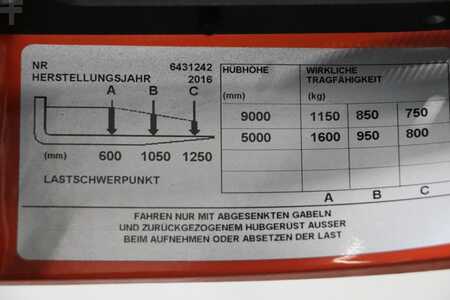 NR 6431242
HERSTELLUNGSJAHR 2016
A B C
(mm) 600 1050 1250
LASTSCHWERPUNKT
HUBHÖHE WIRKLICHE
TRAGFÄHIGKEIT
(mm) (kg)
9000 1150 850 750
5000 1600 950 800
A B C
FAHREN NUR MIT ABGESENKTEN GABELN
UND ZURÜCKGEZOGENEM HUBGERÜST AUSSER
BEIM AUFNEHMEN ODER ABSETZEN DER LAST